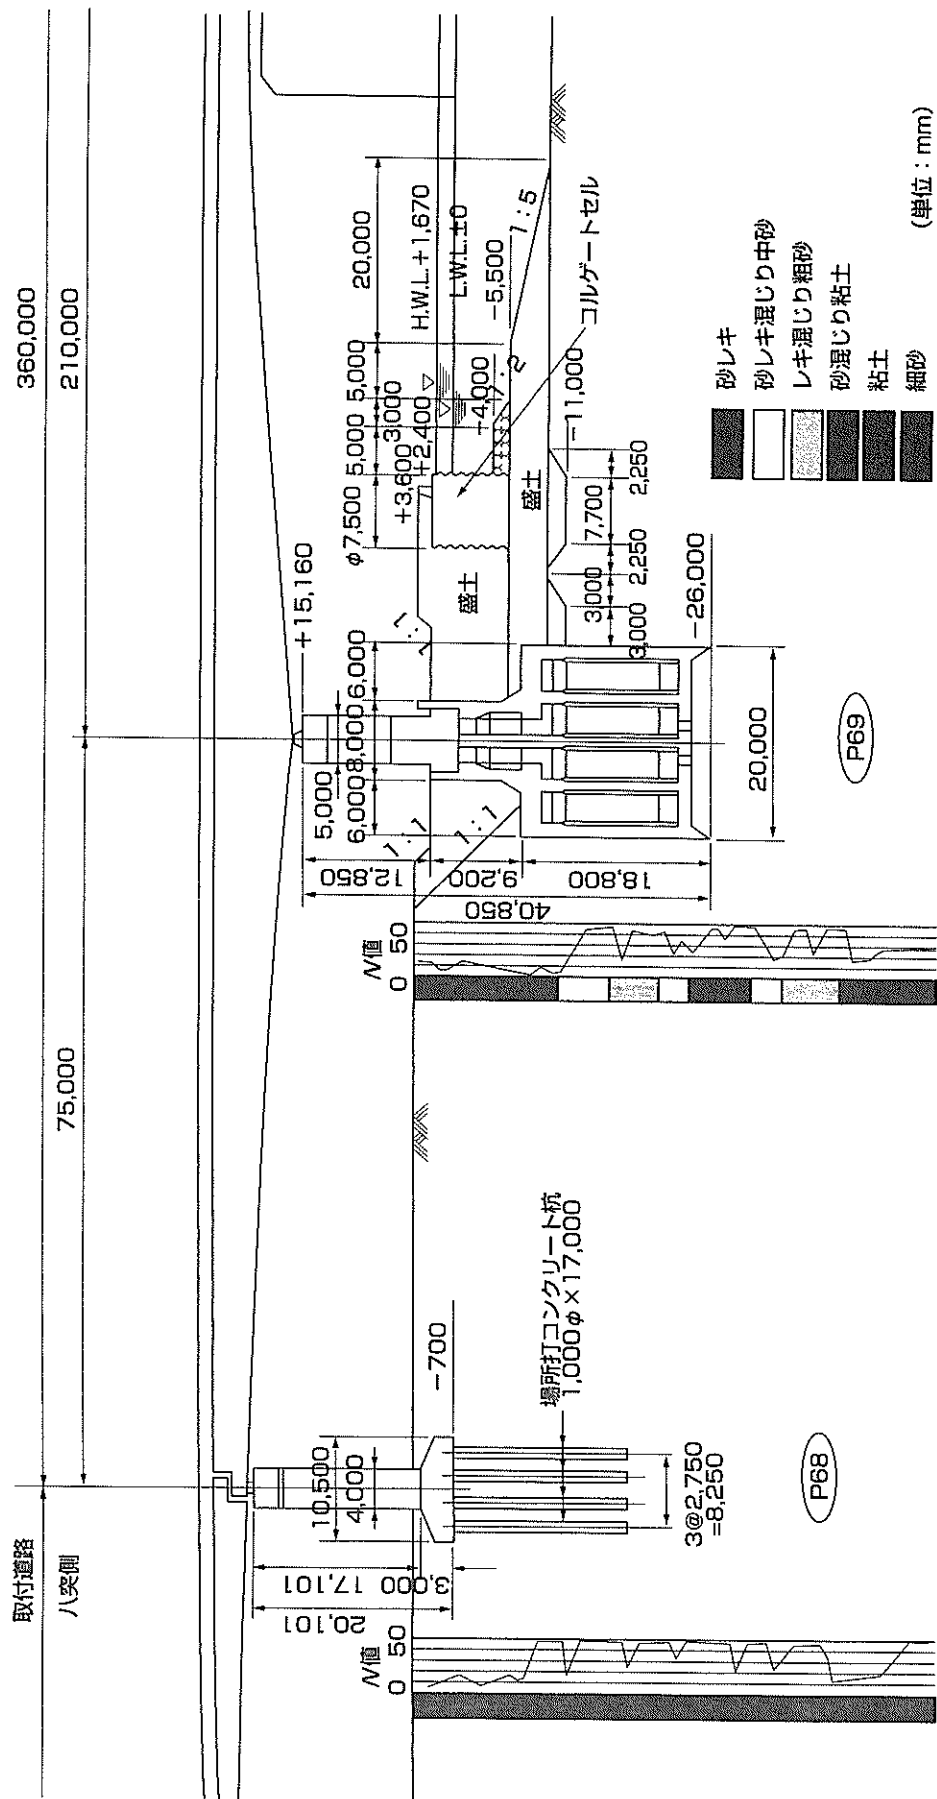 取付道路
八突側
360,000
75,000
210,000
+15,160
5,000
6,000
8,000
6,000
1:1
1:1
1:1
12,850
9,200
18,800
40,850
φ7,500
5,000
3,000
5,000
20,000
+3,600
+2,400
H.W.L.+1,670
L.W.L.±0
-4,000
-5,500
1:2
1:5
盛土
盛土
コルゲートセル
-11,000
3,000
3,000
2,250
7,700
2,250
-26,000
20,000
P69
N値
0 50
10,500
4,000
17,101
3,000
20,101
-700
場所打コンクリート杭
1,000φ×17,000
3@2,750
=8,250
P68
N値
0 50
砂レキ
砂レキ混じり中砂
レキ混じり粗砂
砂混じり粘土
粘土
細砂
(単位：mm)